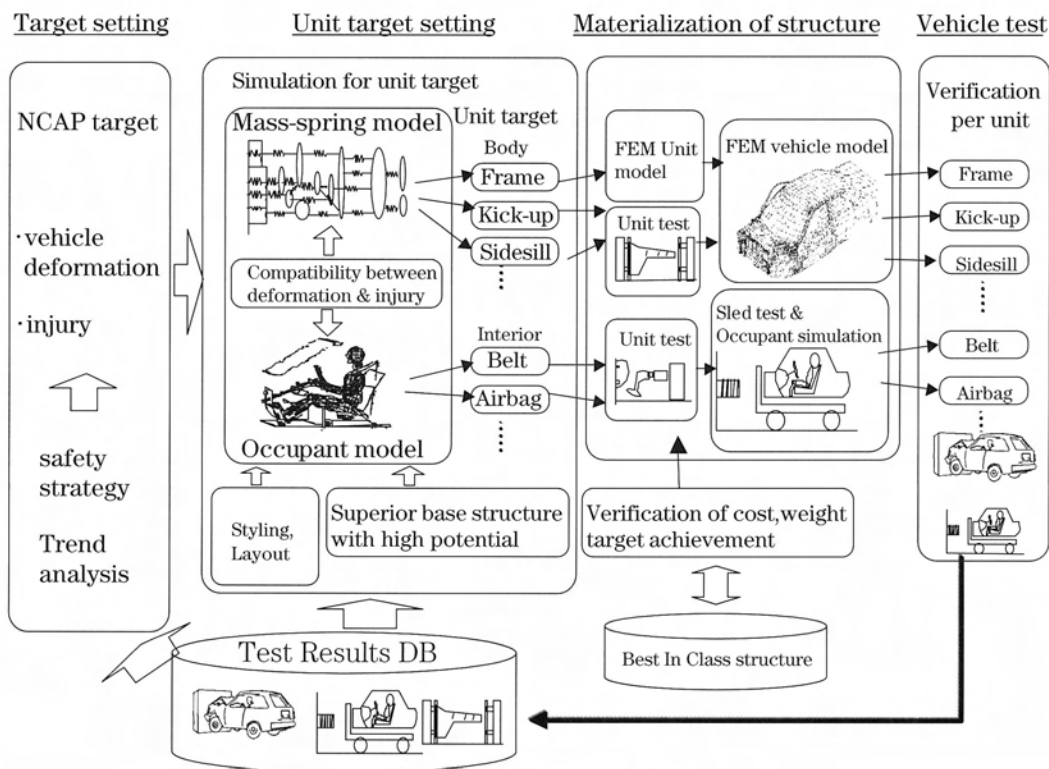 Target setting
Unit target setting
Materialization of structure
Vehicle test
NCAP target
·vehicle
deformation
·injury
safety
strategy
Trend
analysis
Simulation for unit target
Mass-spring model
Compatibility between
deformation & injury
Occupant model
Unit target
Body
Frame
Kick-up
Sidesill
Interior
Belt
Airbag
Styling,
Layout
Superior base structure
with high potential
FEM Unit
model
FEM vehicle model
Unit test
Unit test
Sled test &
Occupant simulation
Verification of cost,weight
target achievement
Best In Class structure
Verification
per unit
Frame
Kick-up
Sidesill
Belt
Airbag
Test Results DB